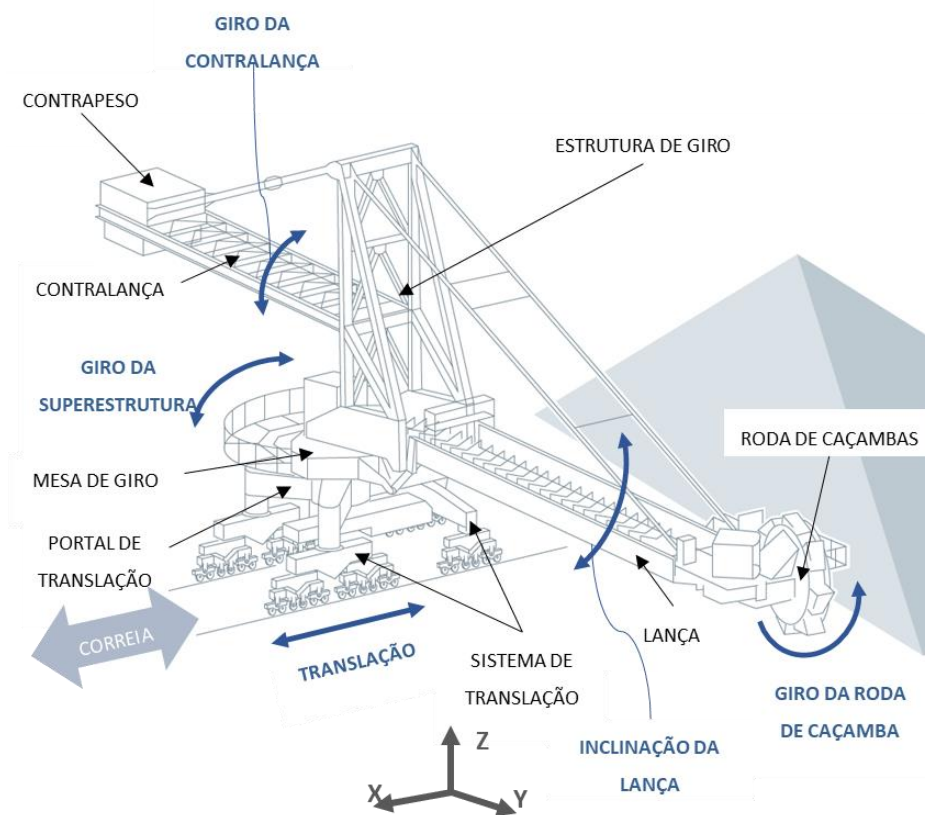 GIRO DA
CONTRALANÇA
CONTRAPESO
ESTRUTURA DE GIRO
CONTRALANÇA
GIRO DA
SUPERESTRUTURA
RODA DE CAÇAMBAS
MESA DE GIRO
PORTAL DE
TRANSLAÇÃO
CORREIA
TRANSLAÇÃO
SISTEMA DE
TRANSLAÇÃO
LANÇA
GIRO DA RODA
DE CAÇAMBA
INCLINAÇÃO DA
LANÇA
Z
X
Y